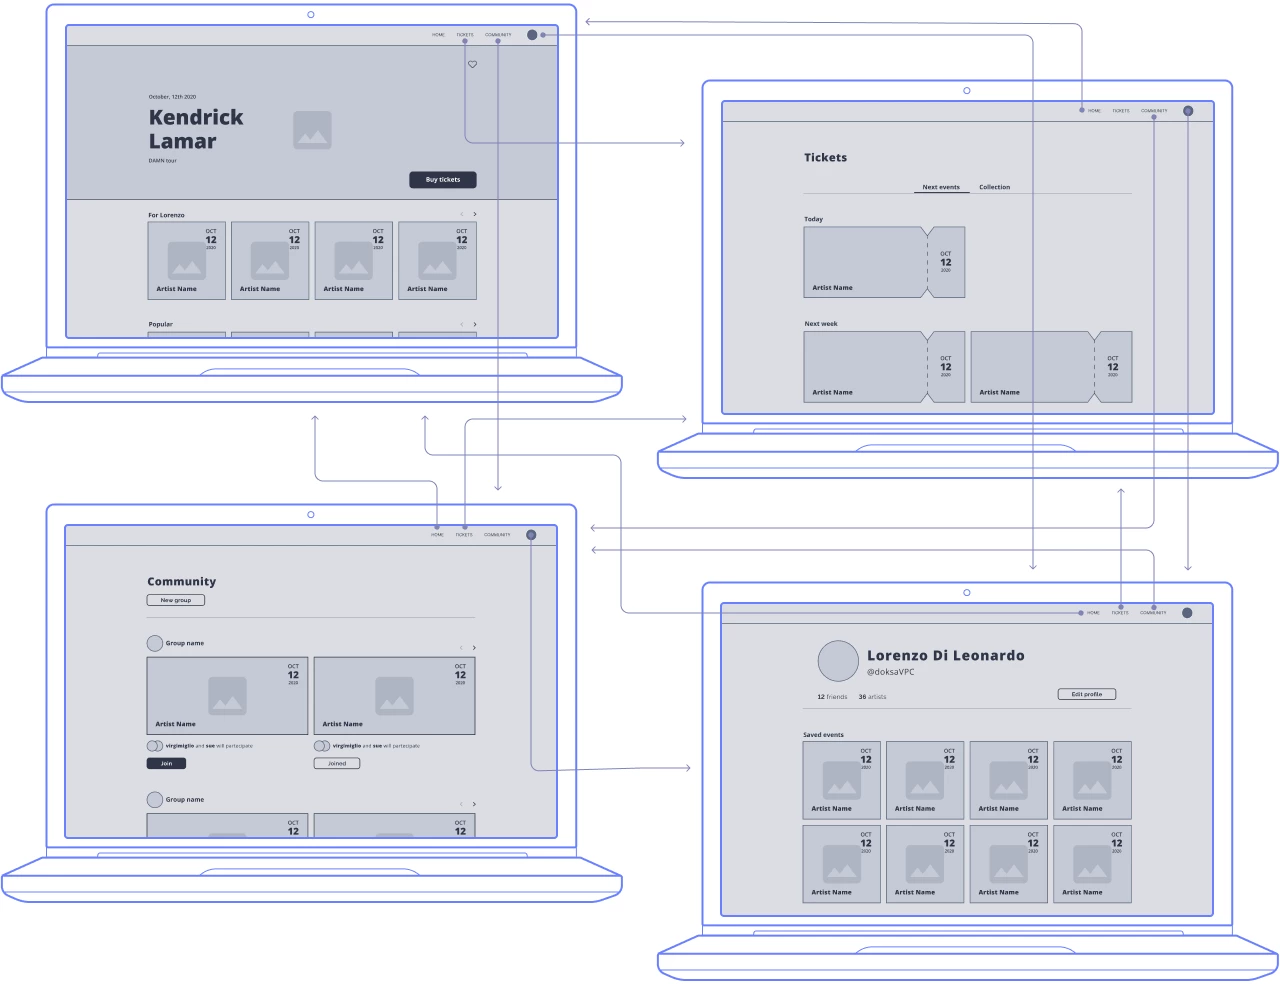 HOME TICKETS COMMUNITY
October, 12th 2020
Kendrick
Lamar
DAMN tour
Buy tickets
For Lorenzo
OCT
12
2020
Artist Name
OCT
12
2020
Artist Name
OCT
12
2020
Artist Name
OCT
12
2020
Artist Name
Popular
HOME TICKETS COMMUNITY
Tickets
Next events Collection
Today
OCT
12
2020
Artist Name
Next week
OCT
12
2020
Artist Name
OCT
12
2020
Artist Name
HOME TICKETS COMMUNITY
Community
New group
Group name
OCT
12
2020
Artist Name
OCT
12
2020
Artist Name
virgimiglio and sue will partecipate
virgimiglio and sue will partecipate
Join
Joined
Group name
OCT
12
OCT
12
HOME TICKETS COMMUNITY
Lorenzo Di Leonardo
@doksaVPC
12 friends 36 artists
Edit profile
Saved events
OCT
12
2020
Artist Name
OCT
12
2020
Artist Name
OCT
12
2020
Artist Name
OCT
12
2020
Artist Name
OCT
12
2020
Artist Name
OCT
12
2020
Artist Name
OCT
12
2020
Artist Name
OCT
12
2020
Artist Name